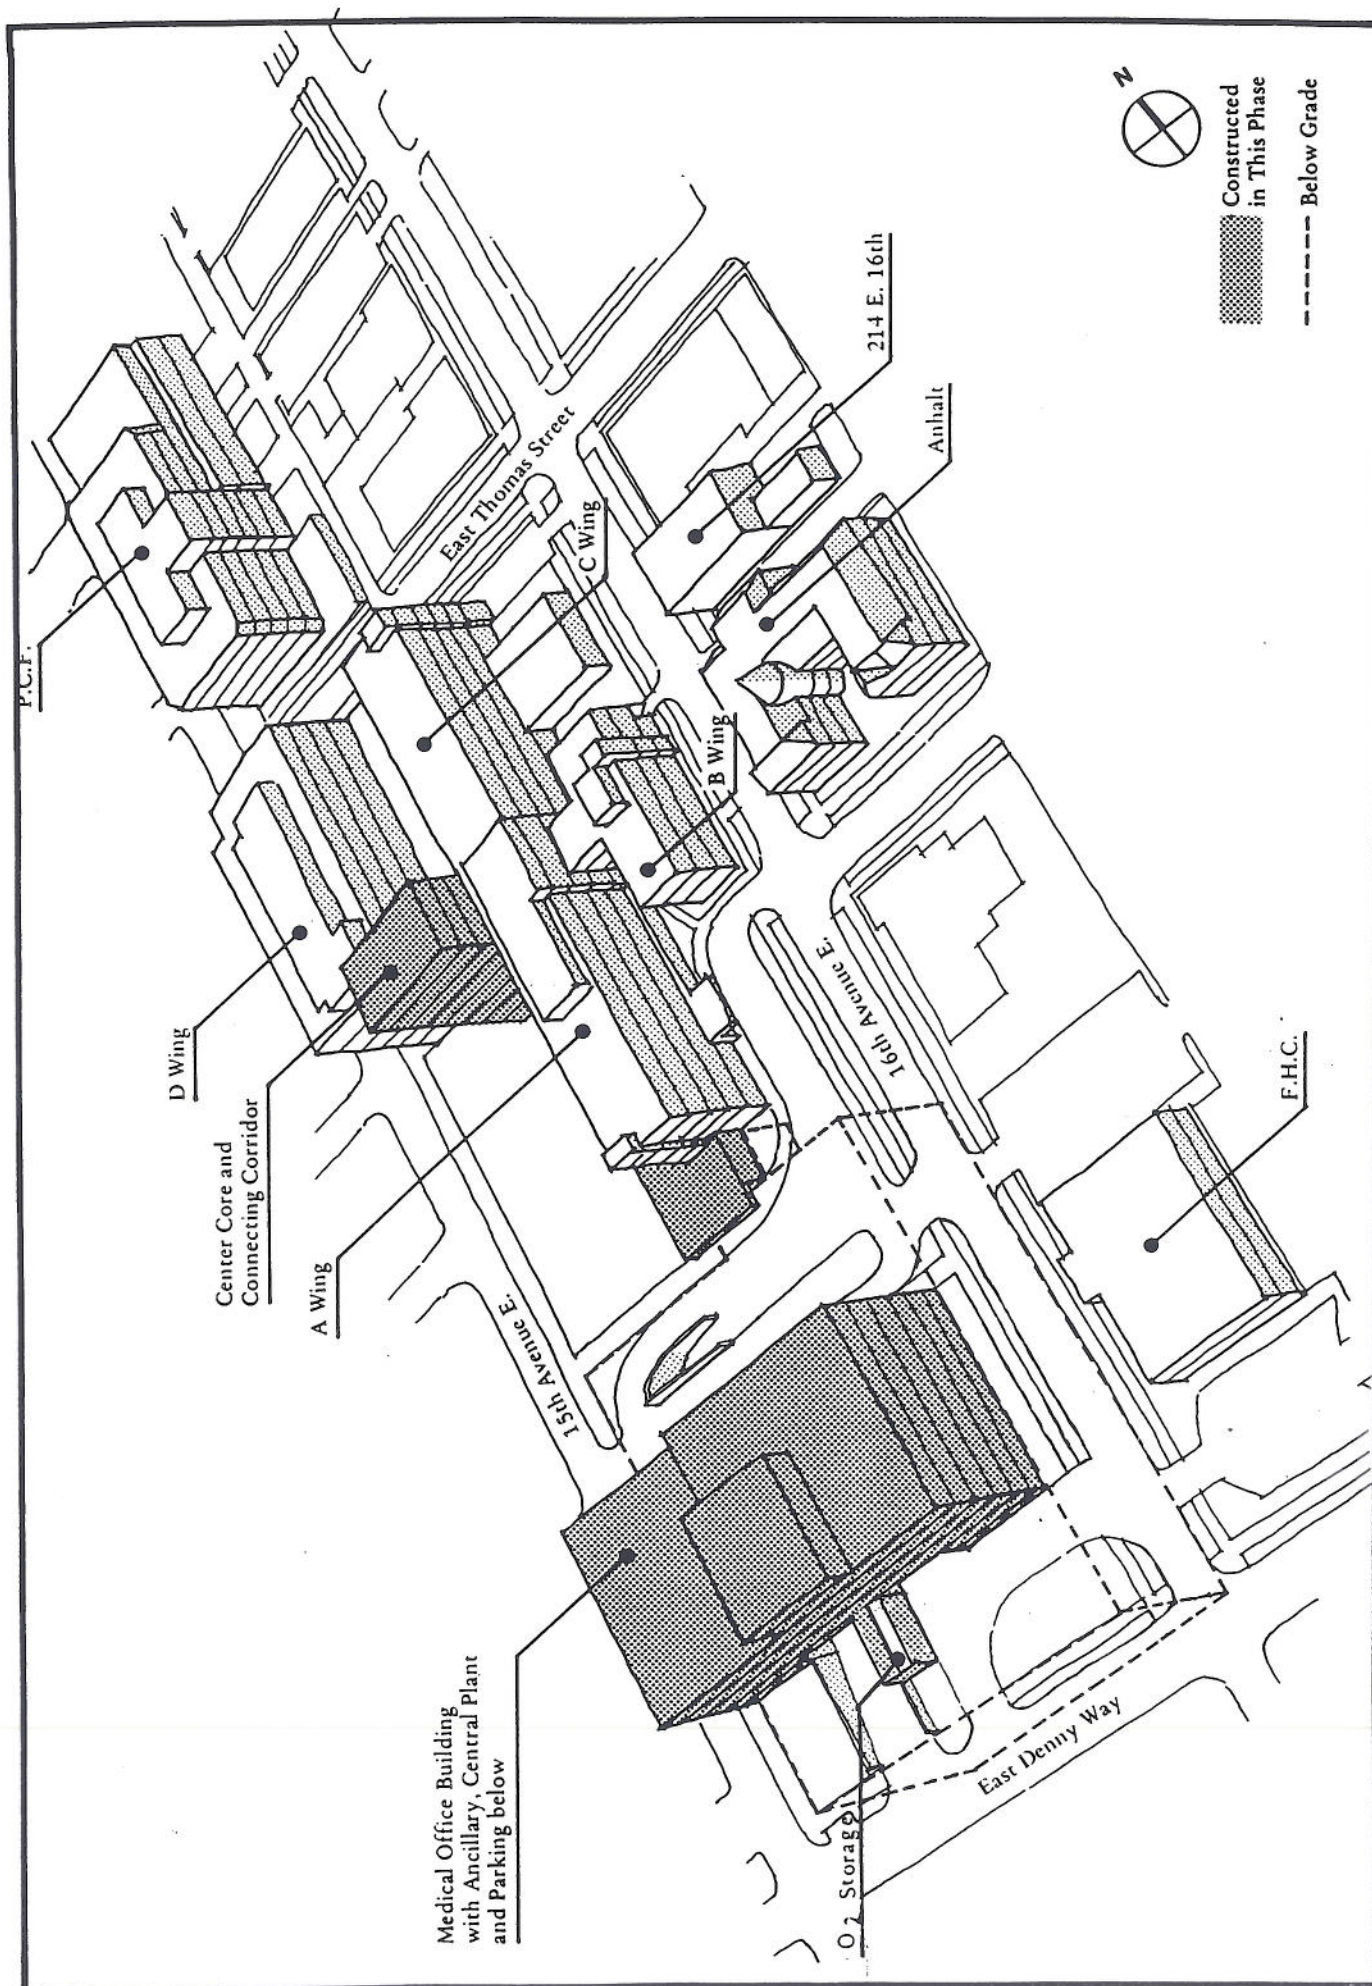 P.C.F.
D Wing
Center Core and
Connecting Corridor
A Wing
Medical Office Building
with Ancillary, Central Plant
and Parking below
15th Avenue E.
East Thomas Street
C Wing
B Wing
16th Avenue E.
214 E. 16th
Anhalt
F.H.C.
O2 Storage
East Denny Way
N
Constructed
in This Phase
Below Grade